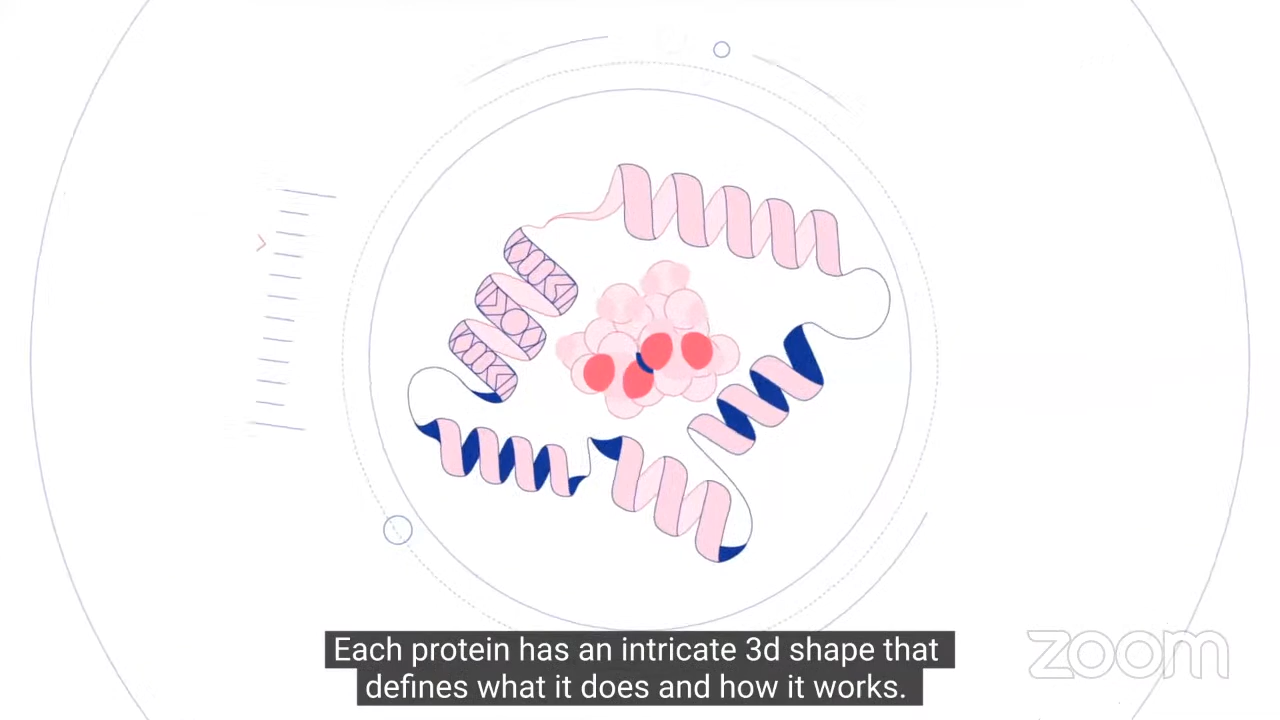 Each protein has an intricate 3d shape that
defines what it does and how it works.
zoom